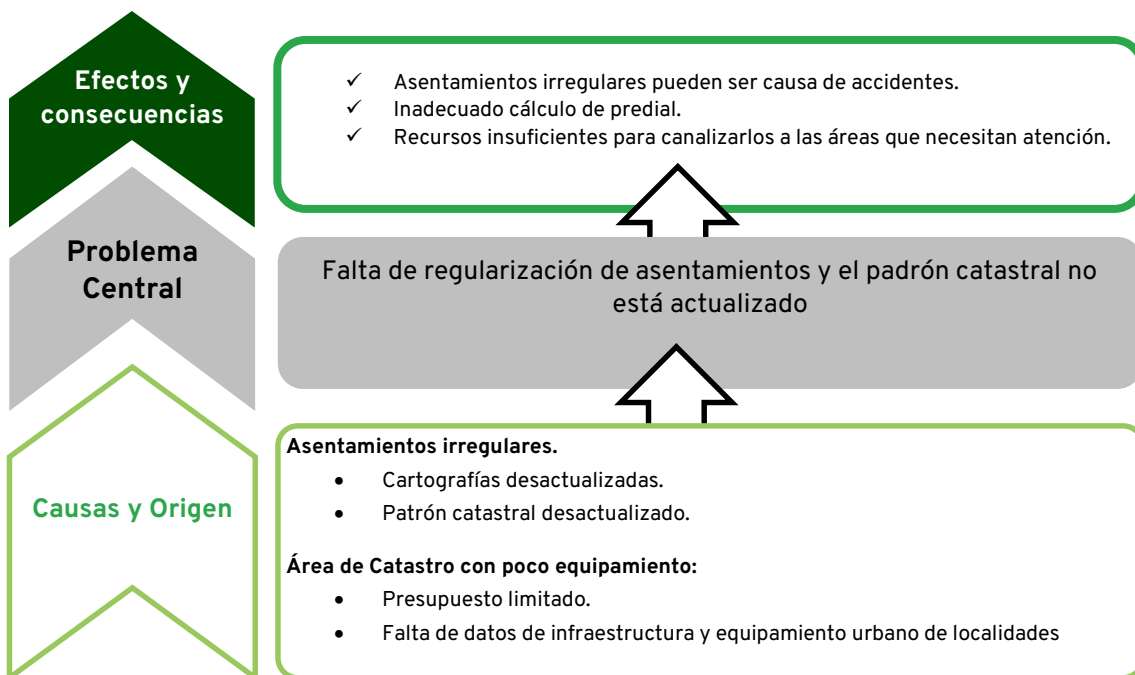 Efectos y
consecuencias
✓ Asentamientos irregulares pueden ser causa de accidentes.
✓ Inadecuado cálculo de predial.
✓ Recursos insuficientes para canalizarlos a las áreas que necesitan atención.
Problema
Central
Falta de regularización de asentamientos y el padrón catastral no
está actualizado
Causas y Origen
Asentamientos irregulares.
• Cartografías desactualizadas.
• Patrón catastral desactualizado.
Área de Catastro con poco equipamiento:
• Presupuesto limitado.
• Falta de datos de infraestructura y equipamiento urbano de localidades